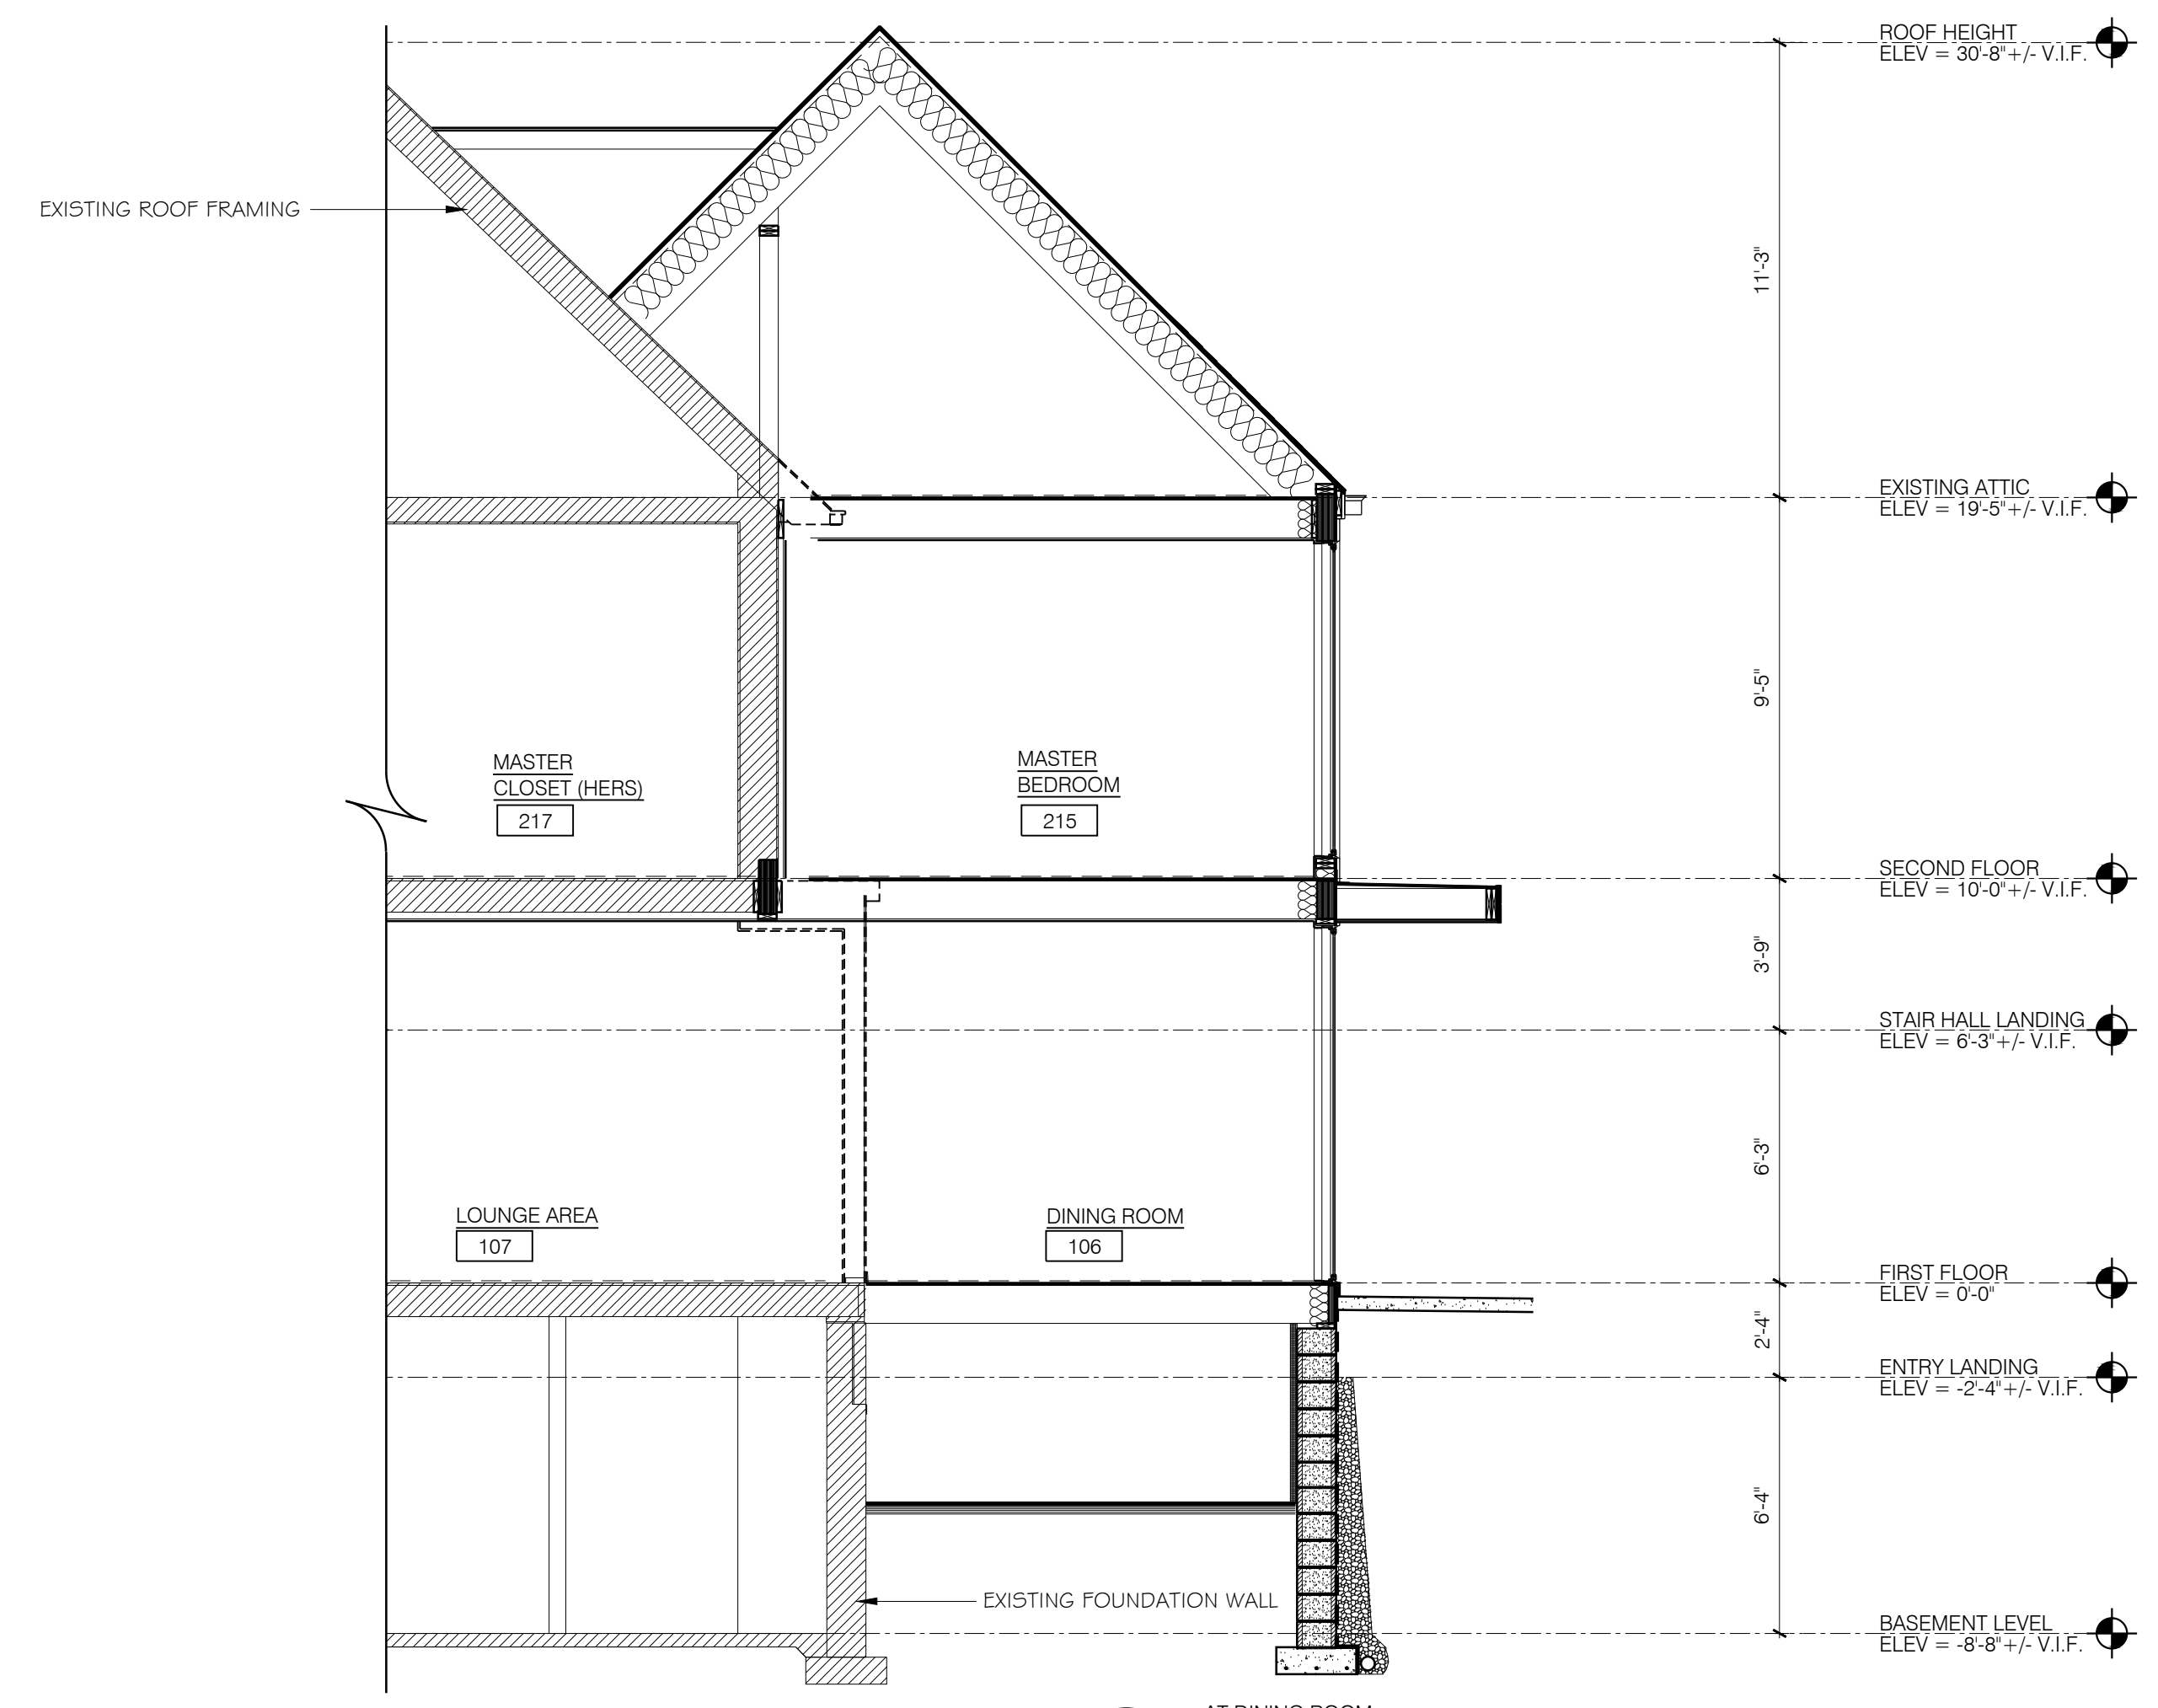 ROOF HEIGHT
ELEV = 30'-8"+/- V.I.F.
EXISTING ROOF FRAMING
11'-3"
EXISTING ATTIC
ELEV = 19'-5"+/- V.I.F.
9'-5"
MASTER
CLOSET (HERS)
217
MASTER
BEDROOM
215
SECOND FLOOR
ELEV = 10'-0"+/- V.I.F.
3'-9"
STAIR HALL LANDING
ELEV = 6'-3"+/- V.I.F.
6'-3"
LOUNGE AREA
107
DINING ROOM
106
FIRST FLOOR
ELEV = 0'-0"
2'-4"
ENTRY LANDING
ELEV = -2'-4"+/- V.I.F.
6'-4"
EXISTING FOUNDATION WALL
BASEMENT LEVEL
ELEV = -8'-8"+/- V.I.F.
AT DINING ROOM